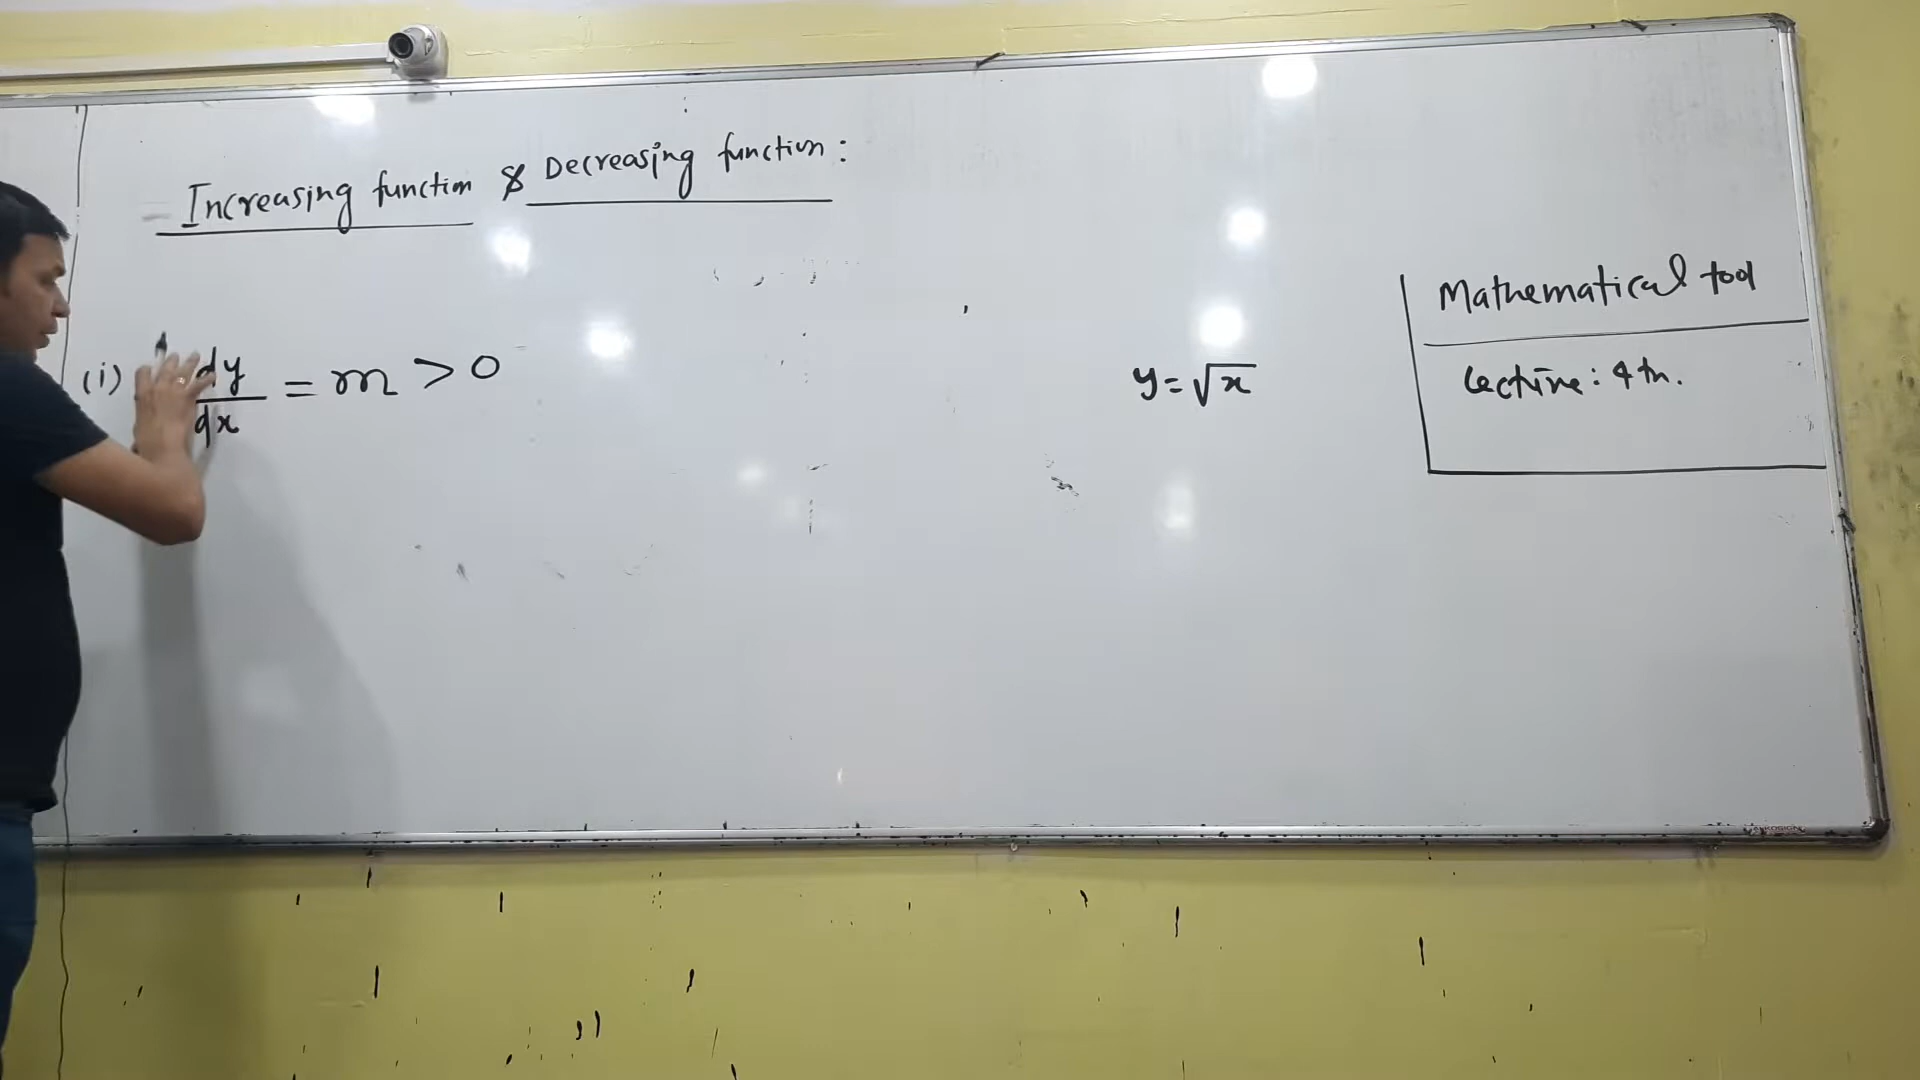 Increasing function & Decreasing function:
(i) dy/dx = m > 0
y = √x
Mathematical tool
Lecture: 4th.